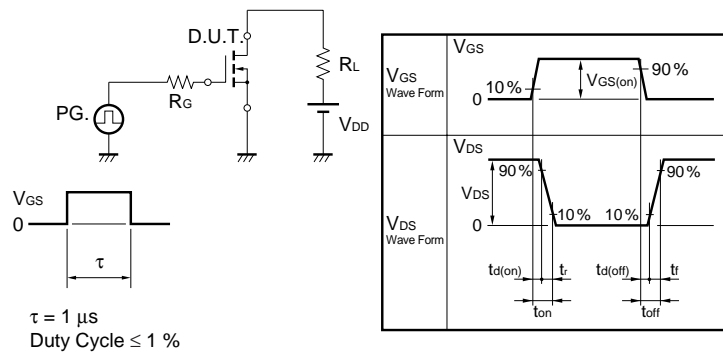 D.U.T.
RL
RG
PG.
VDD
VGS
0
τ
τ = 1 μs
Duty Cycle ≤ 1 %
VGS
Wave Form
VGS
10 %
0
VGS(on)
90 %
VDS
Wave Form
VDS
VDS
90 %
0
10 %
10 %
90 %
td(on)
tr
td(off)
tf
ton
toff